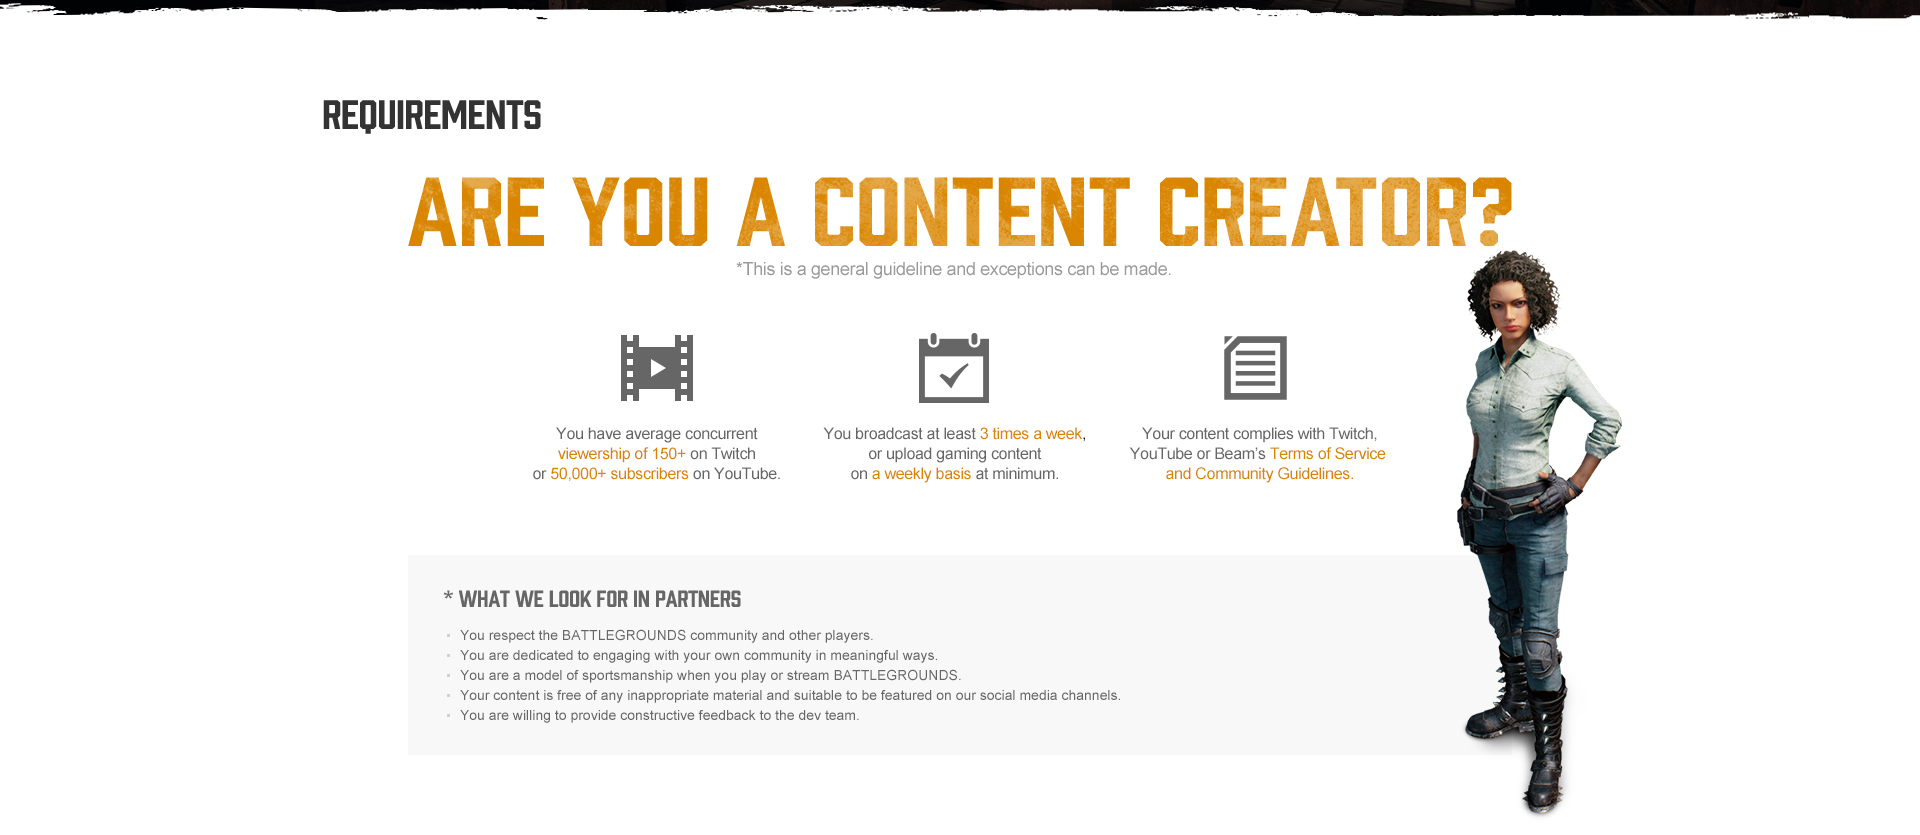 REQUIREMENTS
ARE YOU A CONTENT CREATOR?
*This is a general guideline and exceptions can be made.
You have average concurrent
viewership of 150+ on Twitch
or 50,000+ subscribers on YouTube.
You broadcast at least 3 times a week,
or upload gaming content
on a weekly basis at minimum.
Your content complies with Twitch,
YouTube or Beam's Terms of Service
and Community Guidelines.
* WHAT WE LOOK FOR IN PARTNERS
• You respect the BATTLEGROUNDS community and other players.
• You are dedicated to engaging with your own community in meaningful ways.
• You are a model of sportsmanship when you play or stream BATTLEGROUNDS.
• Your content is free of any inappropriate material and suitable to be featured on our social media channels.
• You are willing to provide constructive feedback to the dev team.